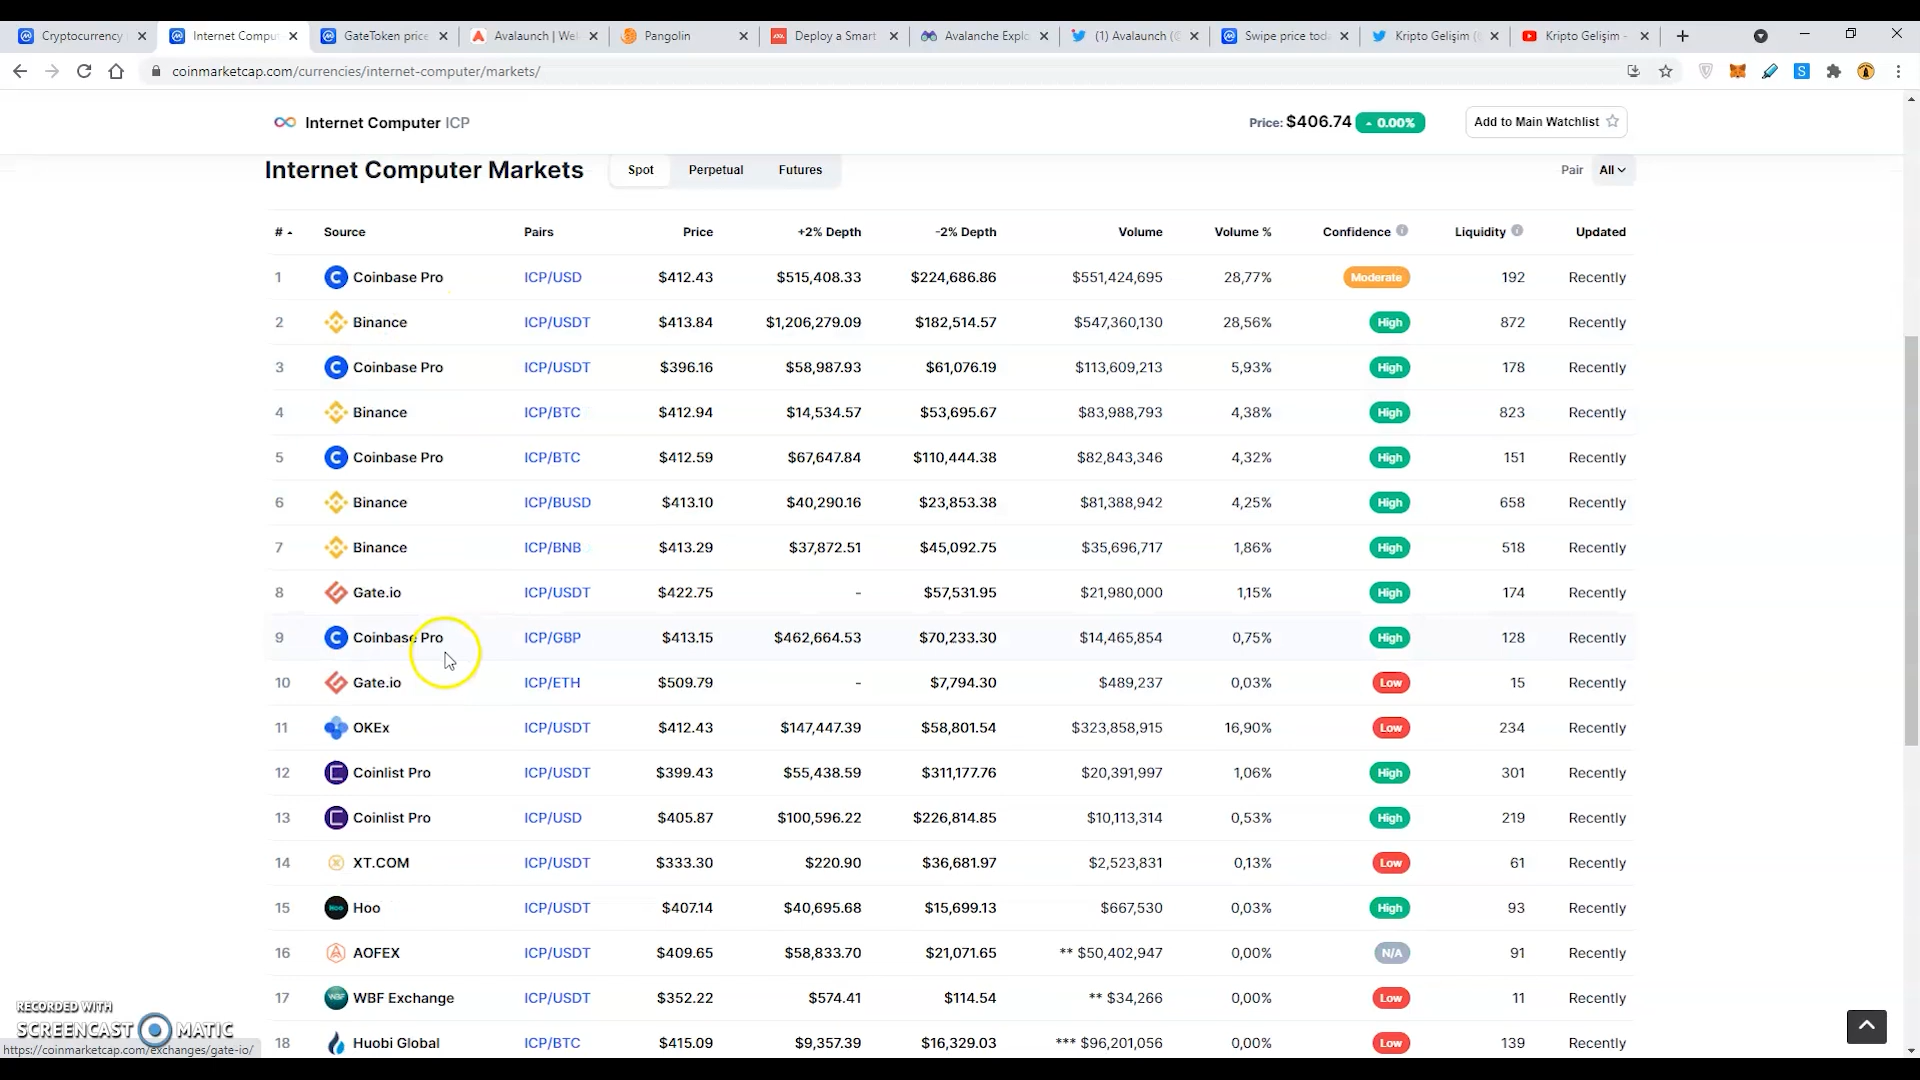 Cryptocurrency
Internet Compu
GateToken price
Avalaunch | We
Pangolin
Deploy a Smart
Avalanche Explo
(1) Avalaunch (@
Swipe price toda
Kripto Gelişim (
Kripto Gelişim -
coinmarketcap.com/currencies/internet-computer/markets/
Internet Computer ICP
Price: $406.74 0.00%
Add to Main Watchlist
Internet Computer Markets Spot Perpetual Futures Pair All
# Source Pairs Price +2% Depth -2% Depth Volume Volume % Confidence Liquidity Updated
1 Coinbase Pro ICP/USD $412.43 $515,408.33 $224,686.86 $551,424,695 28,77% Moderate 192 Recently
2 Binance ICP/USDT $413.84 $1,206,279.09 $182,514.57 $547,360,130 28,56% High 872 Recently
3 Coinbase Pro ICP/USDT $396.16 $58,987.93 $61,076.19 $113,609,213 5,93% High 178 Recently
4 Binance ICP/BTC $412.94 $14,534.57 $53,695.67 $83,988,793 4,38% High 823 Recently
5 Coinbase Pro ICP/BTC $412.59 $67,647.84 $110,444.38 $82,843,346 4,32% High 151 Recently
6 Binance ICP/BUSD $413.10 $40,290.16 $23,853.38 $81,388,942 4,25% High 658 Recently
7 Binance ICP/BNB $413.29 $37,872.51 $45,092.75 $35,696,717 1,86% High 518 Recently
8 Gate.io ICP/USDT $422.75 - $57,531.95 $21,980,000 1,15% High 174 Recently
9 Coinbase Pro ICP/GBP $413.15 $462,664.53 $70,233.30 $14,465,854 0,75% High 128 Recently
10 Gate.io ICP/ETH $509.79 - $7,794.30 $489,237 0,03% Low 15 Recently
11 OKEx ICP/USDT $412.43 $147,447.39 $58,801.54 $323,858,915 16,90% Low 234 Recently
12 Coinlist Pro ICP/USDT $399.43 $55,438.59 $311,177.76 $20,391,997 1,06% High 301 Recently
13 Coinlist Pro ICP/USD $405.87 $100,596.22 $226,814.85 $10,113,314 0,53% High 219 Recently
14 XT.COM ICP/USDT $333.30 $220.90 $36,681.97 $2,523,831 0,13% Low 61 Recently
15 Hoo ICP/USDT $407.14 $40,695.68 $15,699.13 $667,530 0,03% High 93 Recently
16 AOFEX ICP/USDT $409.65 $58,833.70 $21,071.65 ** $50,402,947 0,00% N/A 91 Recently
17 WBF Exchange ICP/USDT $352.22 $574.41 $114.54 ** $34,266 0,00% Low 11 Recently
18 Huobi Global ICP/BTC $415.09 $9,357.39 $16,329.03 *** $96,201,056 0,00% Low 139 Recently
RECORDED WITH
SCREENCAST MATIC
https://coinmarketcap.com/exchanges/gate-io/